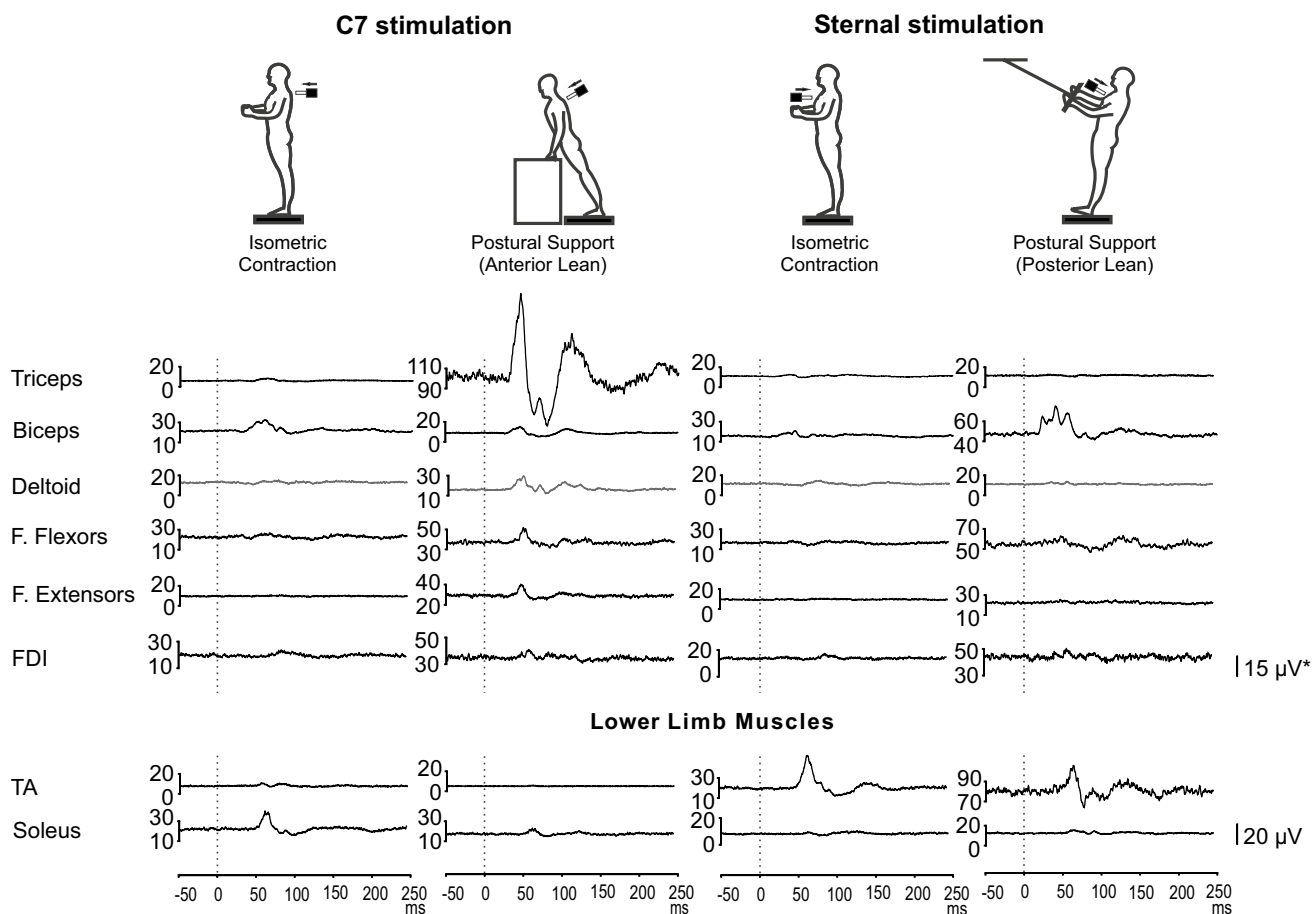 C7 stimulation
Sternal stimulation
Isometric
Contraction
Postural Support
(Anterior Lean)
Isometric
Contraction
Postural Support
(Posterior Lean)
Triceps
20
0
110
90
20
0
20
0
Biceps
30
10
20
0
30
10
60
40
Deltoid
20
0
30
10
20
0
20
0
F. Flexors
30
10
50
30
30
10
70
50
F. Extensors
20
0
40
20
20
0
30
10
FDI
30
10
50
30
20
0
50
30
15 µV*
Lower Limb Muscles
TA
20
0
20
0
30
10
90
70
Soleus
30
10
30
10
20
0
20
0
20 µV
-50 0 50 100 150 200 250
ms
-50 0 50 100 150 200 250
ms
-50 0 50 100 150 200 250
ms
-50 0 50 100 150 200 250
ms